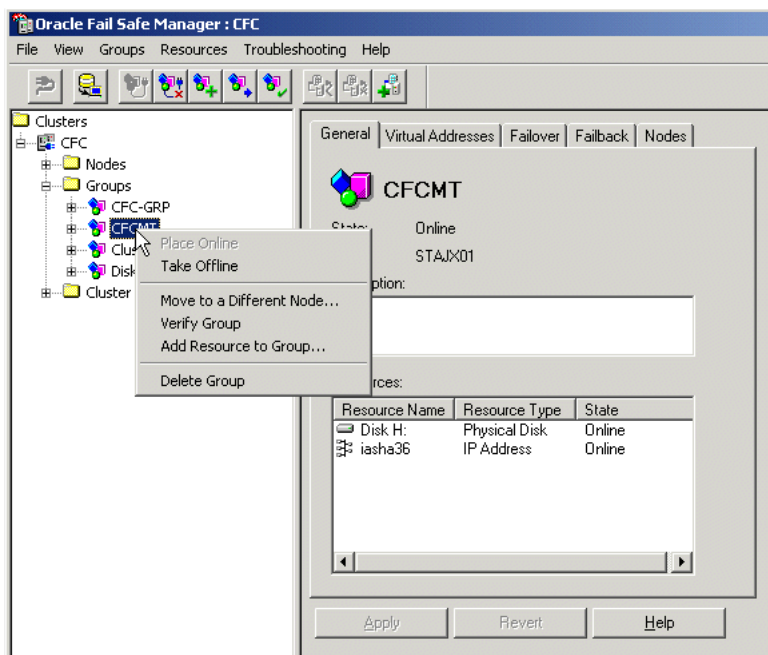 Oracle Fail Safe Manager : CFC
File View Groups Resources Troubleshooting Help
Clusters
CFC
Nodes
Groups
CFC-GRP
CFCMT
Clus
Disk
Cluster
Place Online
Take Offline
Move to a Different Node...
Verify Group
Add Resource to Group...
Delete Group
General Virtual Addresses Failover Failback Nodes
CFCMT
State: Online
STAJX01
ption:
rces:
Resource Name Resource Type State
Disk H: Physical Disk Online
iasha36 IP Address Online
Apply Revert Help